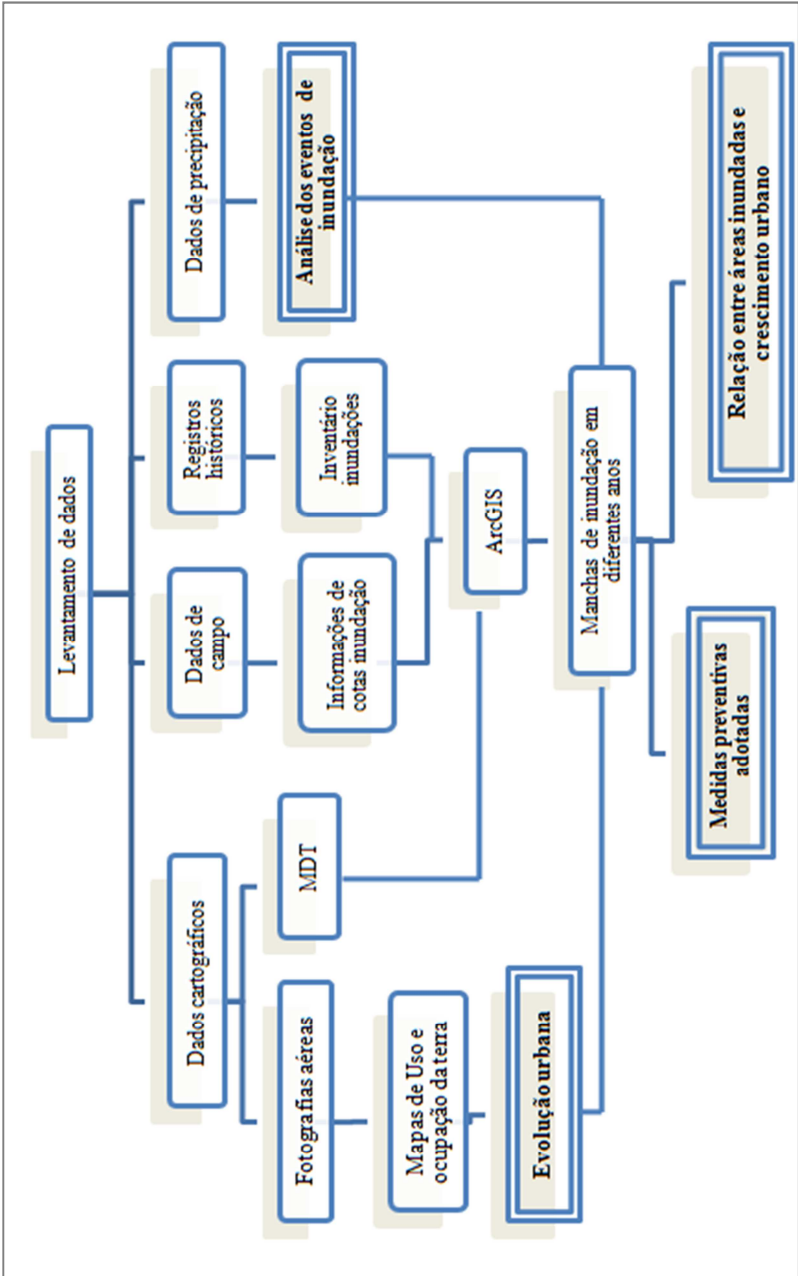 Levantamento de dados
Dados cartográficos
Dados de
campo
Registros
históricos
Dados de precipitação
Fotografias aéreas
MDT
Informações de
cotas inundação
Inventário
inundações
Análise dos eventos de
inundação
Mapas de Uso e
ocupação da terra
ArcGIS
Evolução urbana
Manchas de inundação em
diferentes anos
Medidas preventivas
adotadas
Relação entre áreas inundadas e
crescimento urbano